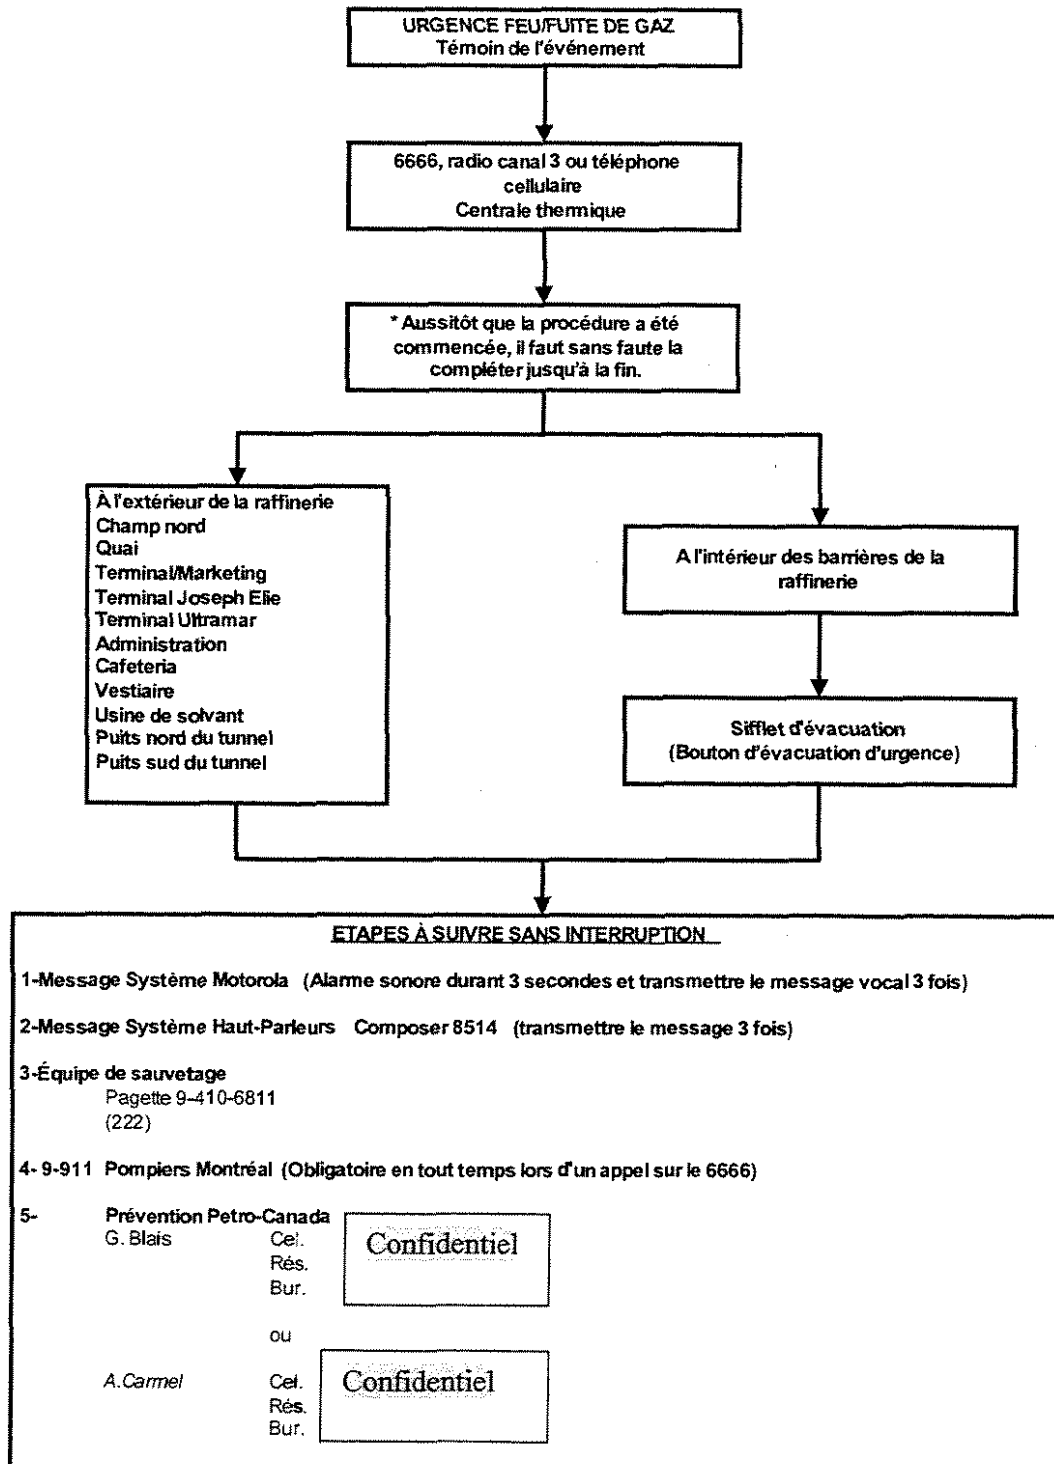 URGENCE FEU/FUITE DE GAZ
Témoin de l'événement
6666, radio canal 3 ou téléphone
cellulaire
Centrale thermique
* Aussitôt que la procédure a été
commencée, il faut sans faute la
compléter jusqu'à la fin.
À l'extérieur de la raffinerie
Champ nord
Quai
Terminal/Marketing
Terminal Joseph Elie
Terminal Ultramar
Administration
Cafeteria
Vestiaire
Usine de solvant
Puits nord du tunnel
Puits sud du tunnel
A l'intérieur des barrières de la
raffinerie
Sifflet d'évacuation
(Bouton d'évacuation d'urgence)
ETAPES À SUIVRE SANS INTERRUPTION
1-Message Système Motorola (Alarme sonore durant 3 secondes et transmettre le message vocal 3 fois)
2-Message Système Haut-Parleurs Composer 8514 (transmettre le message 3 fois)
3-Équipe de sauvetage
Pagette 9-410-6811
(222)
4- 9-911 Pompiers Montréal (Obligatoire en tout temps lors d'un appel sur le 6666)
5- Prévention Petro-Canada
G. Blais Cel. Confidentiel
Rés.
Bur.
ou
A.Carmel Cel. Confidentiel
Rés.
Bur.